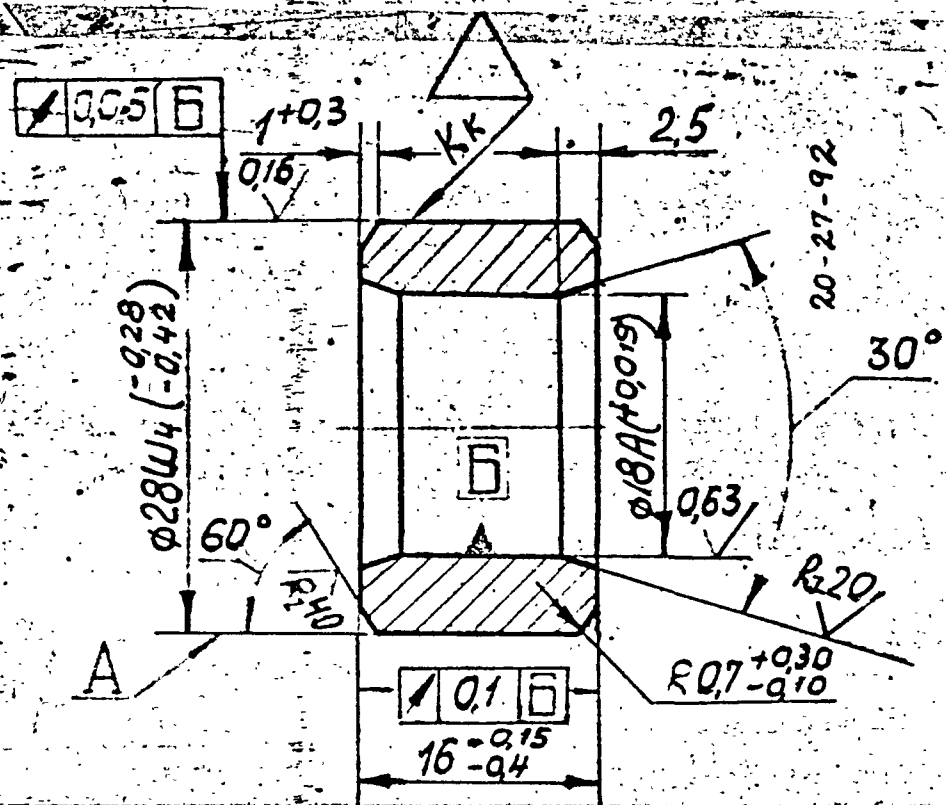 0,05 Б
1+0,3
Кк
2,5
0,16
20-27-92
⌀28Ш4 (-0,28
-0,42)
30°
Б
⌀18А(+0,019)
0,63
60°
Rz40
Rz20
А
R0,7 +0,30
-0,10
0,1 Б
16 -0,15
-0,4